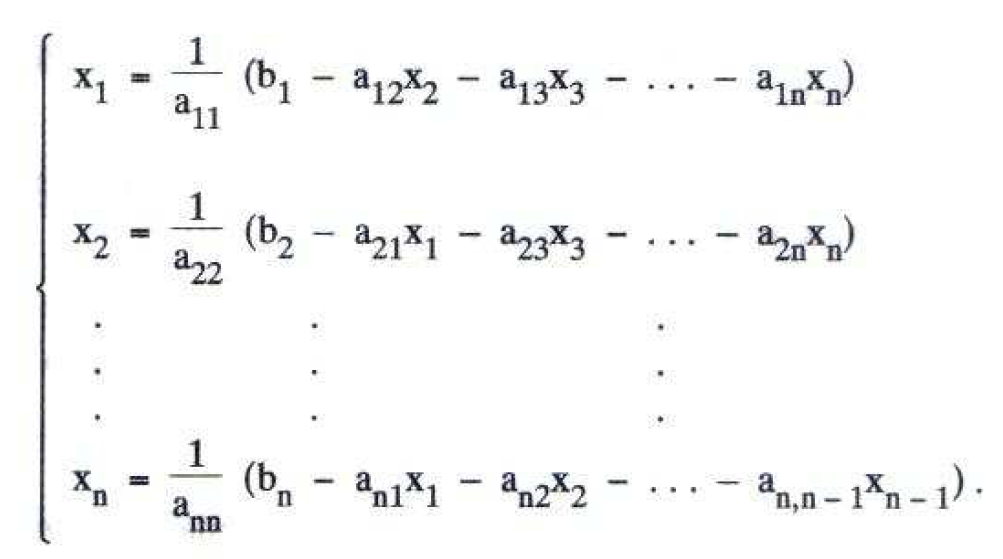 x₁ = 1/a₁₁ (b₁ − a₁₂x₂ − a₁₃x₃ − ... − a₁ₙxₙ)
x₂ = 1/a₂₂ (b₂ − a₂₁x₁ − a₂₃x₃ − ... − a₂ₙxₙ)
. . .
. . .
. . .
xₙ = 1/aₙₙ (bₙ − aₙ₁x₁ − aₙ₂x₂ − ... − aₙ,ₙ₋₁xₙ₋₁) .